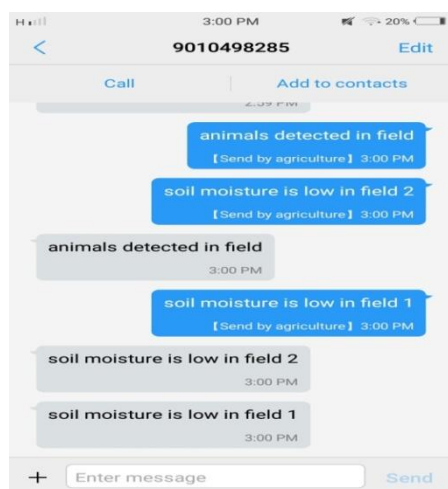 H
3:00 PM
20%
9010498285
Edit
Call
Add to contacts
2:59 PM
animals detected in field
【Send by agriculture】 3:00 PM
soil moisture is low in field 2
【Send by agriculture】 3:00 PM
animals detected in field
3:00 PM
soil moisture is low in field 1
【Send by agriculture】 3:00 PM
soil moisture is low in field 2
3:00 PM
soil moisture is low in field 1
3:00 PM
+
Enter message
Send